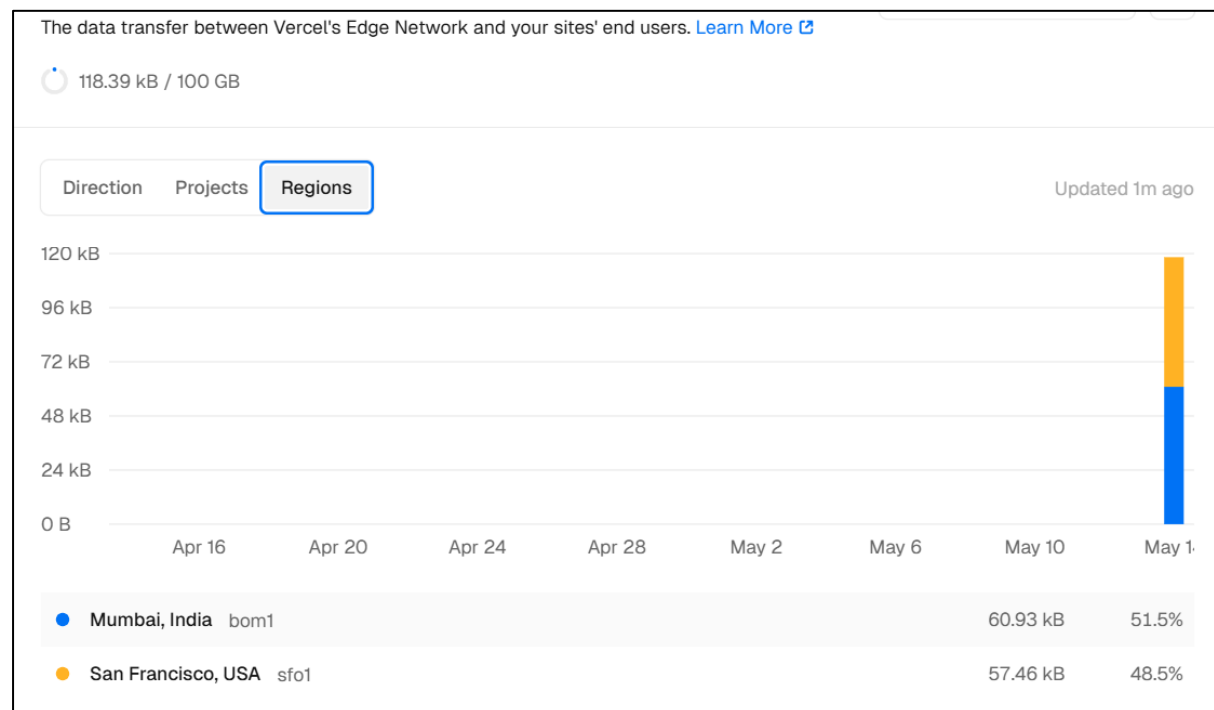 The data transfer between Vercel's Edge Network and your sites' end users. Learn More
118.39 kB / 100 GB
Direction Projects Regions Updated 1m ago
120 kB
96 kB
72 kB
48 kB
24 kB
0 B
Apr 16 Apr 20 Apr 24 Apr 28 May 2 May 6 May 10 May 1
Mumbai, India bom1 60.93 kB 51.5%
San Francisco, USA sfo1 57.46 kB 48.5%